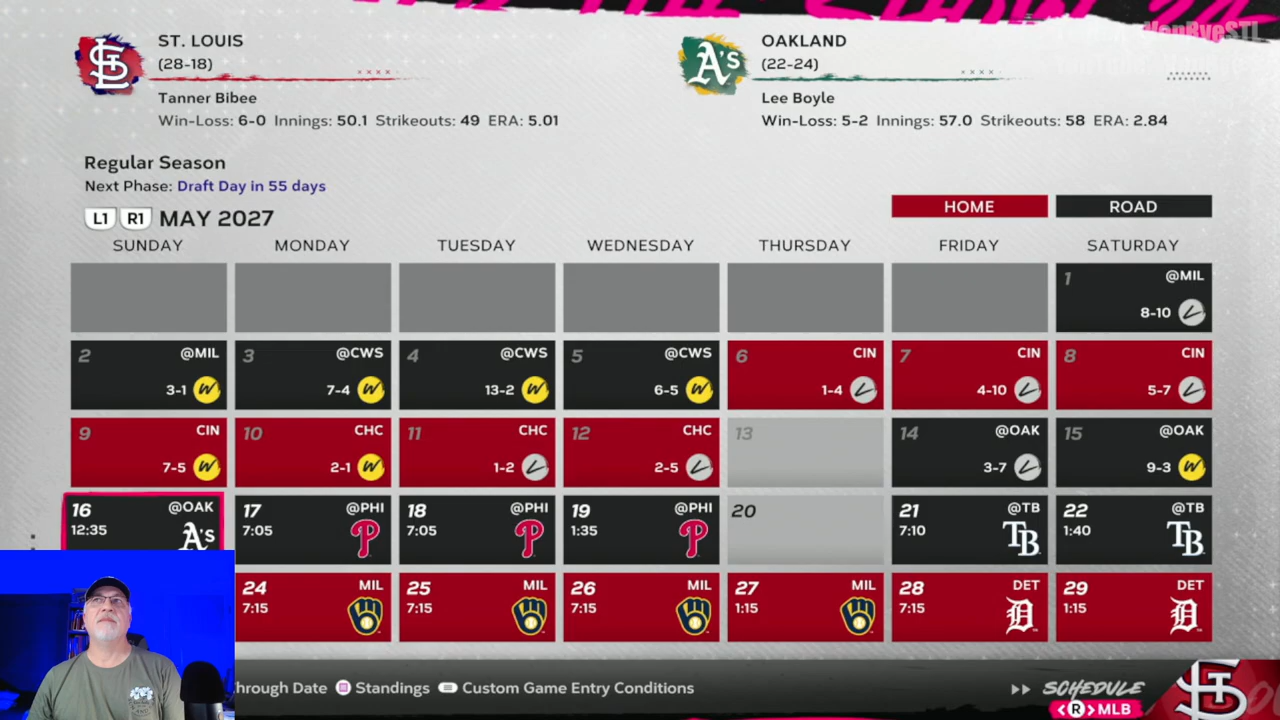 ST. LOUIS
(28-18)
Tanner Bibee
Win-Loss: 6-0 Innings: 50.1 Strikeouts: 49 ERA: 5.01
OAKLAND
(22-24)
Lee Boyle
Win-Loss: 5-2 Innings: 57.0 Strikeouts: 58 ERA: 2.84
Regular Season
Next Phase: Draft Day in 55 days
L1 R1 MAY 2027
HOME ROAD
SUNDAY MONDAY TUESDAY WEDNESDAY THURSDAY FRIDAY SATURDAY
1 @MIL
8-10 L
2 @MIL 3 @CWS 4 @CWS 5 @CWS 6 CIN 7 CIN 8 CIN
3-1 W 7-4 W 13-2 W 6-5 W 1-4 L 4-10 L 5-7 L
9 CIN 10 CHC 11 CHC 12 CHC 13 14 @OAK 15 @OAK
7-5 W 2-1 W 1-2 L 2-5 L 3-7 L 9-3 W
16 @OAK 17 @PHI 18 @PHI 19 @PHI 20 21 @TB 22 @TB
12:35 A's 7:05 P 7:05 P 1:35 P 7:10 TB 1:40 TB
24 MIL 25 MIL 26 MIL 27 MIL 28 DET 29 DET
7:15 7:15 7:15 1:15 7:15 D 1:15 D
hrough Date Standings Custom Game Entry Conditions
SCHEDULE
R MLB